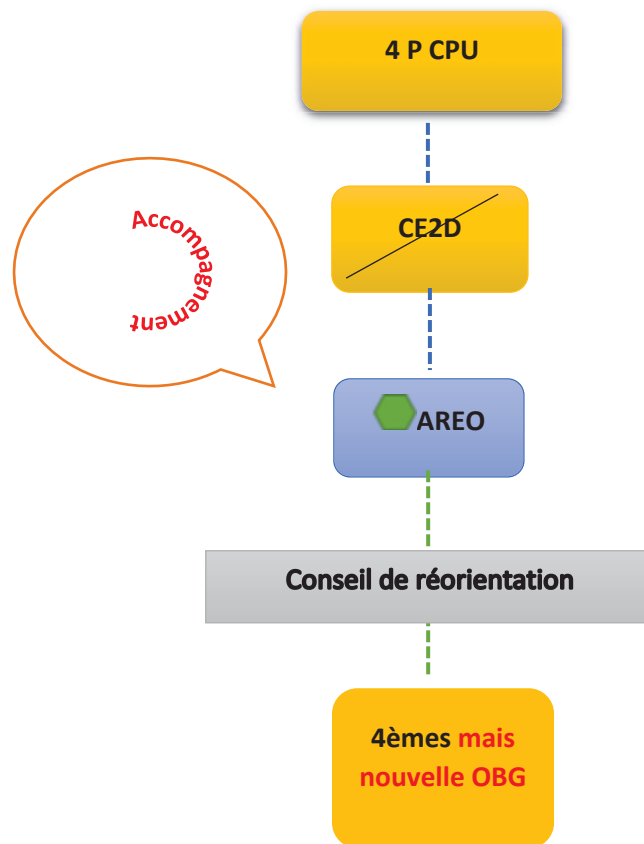 4 P CPU
Accompagnement
CE2D
AREO
Conseil de réorientation
4èmes mais
nouvelle OBG